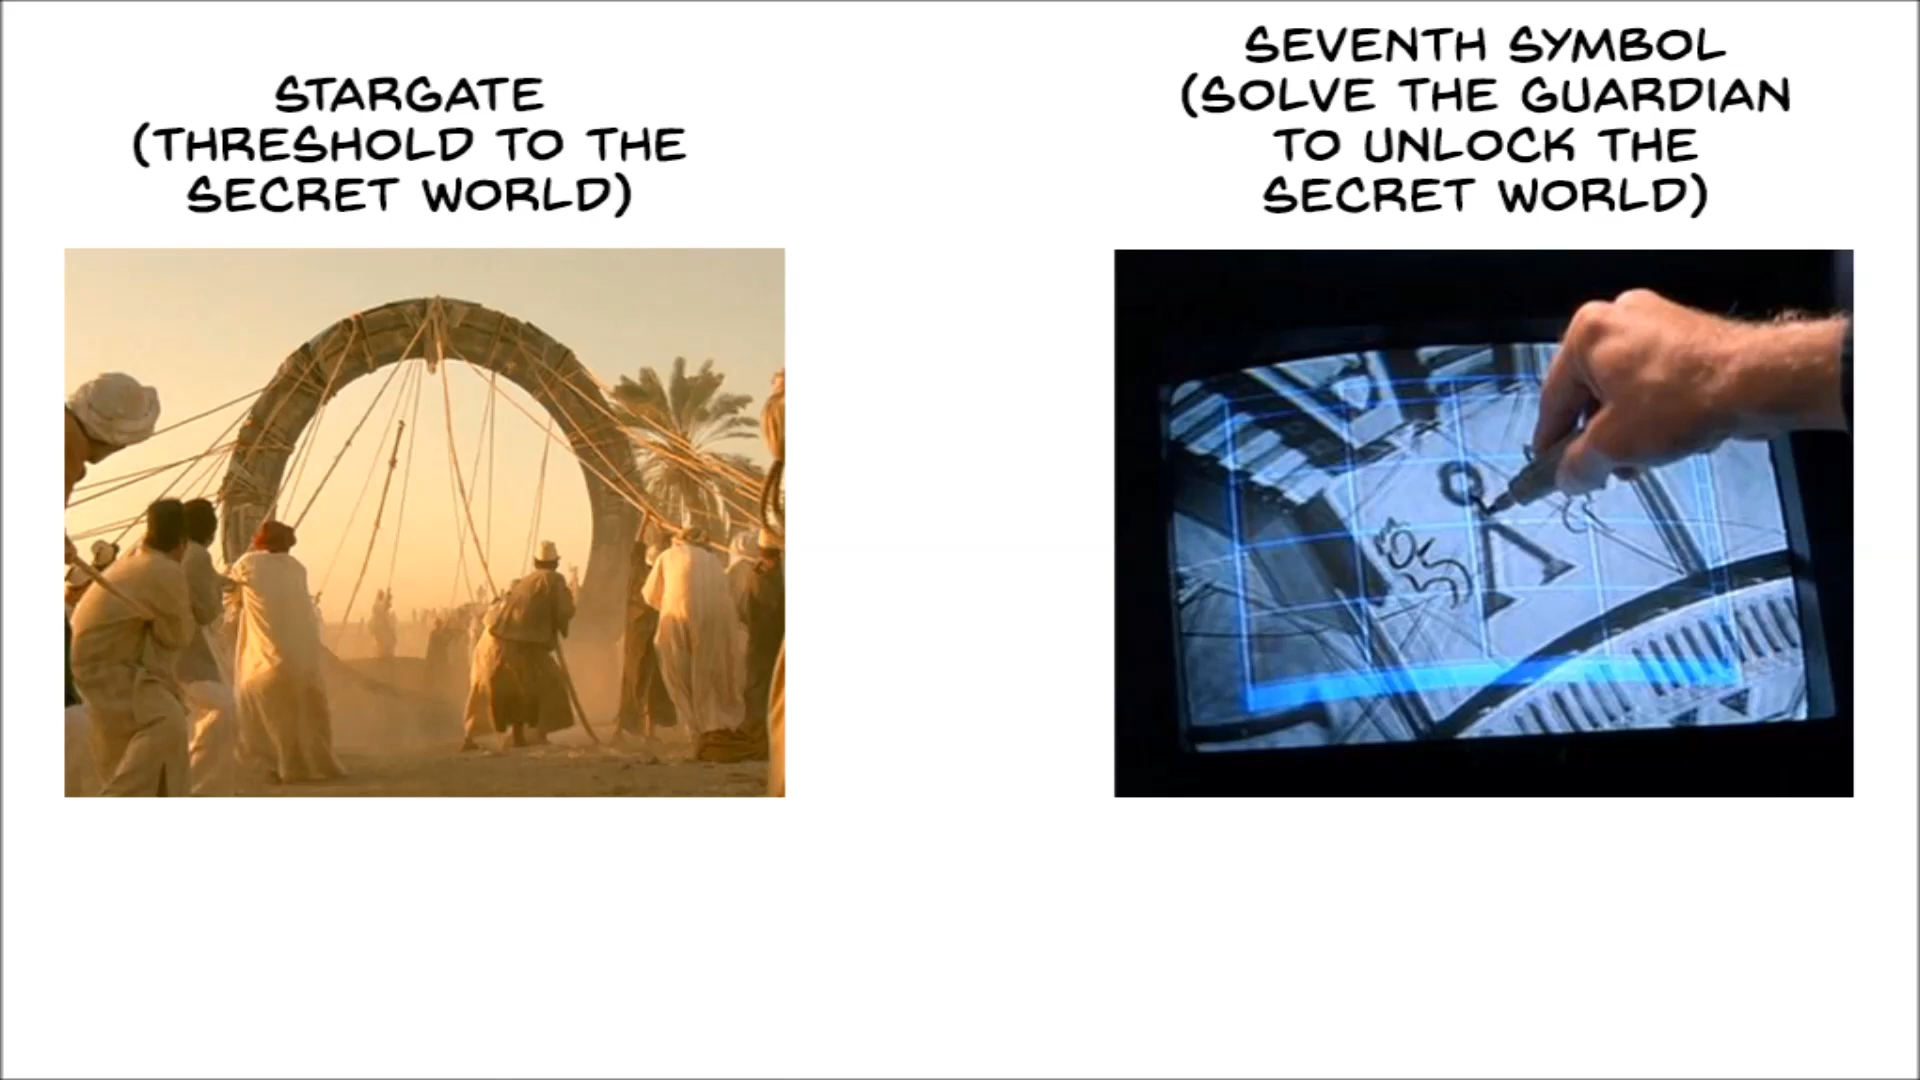 STARGATE
(THRESHOLD TO THE
SECRET WORLD)
SEVENTH SYMBOL
(SOLVE THE GUARDIAN
TO UNLOCK THE
SECRET WORLD)